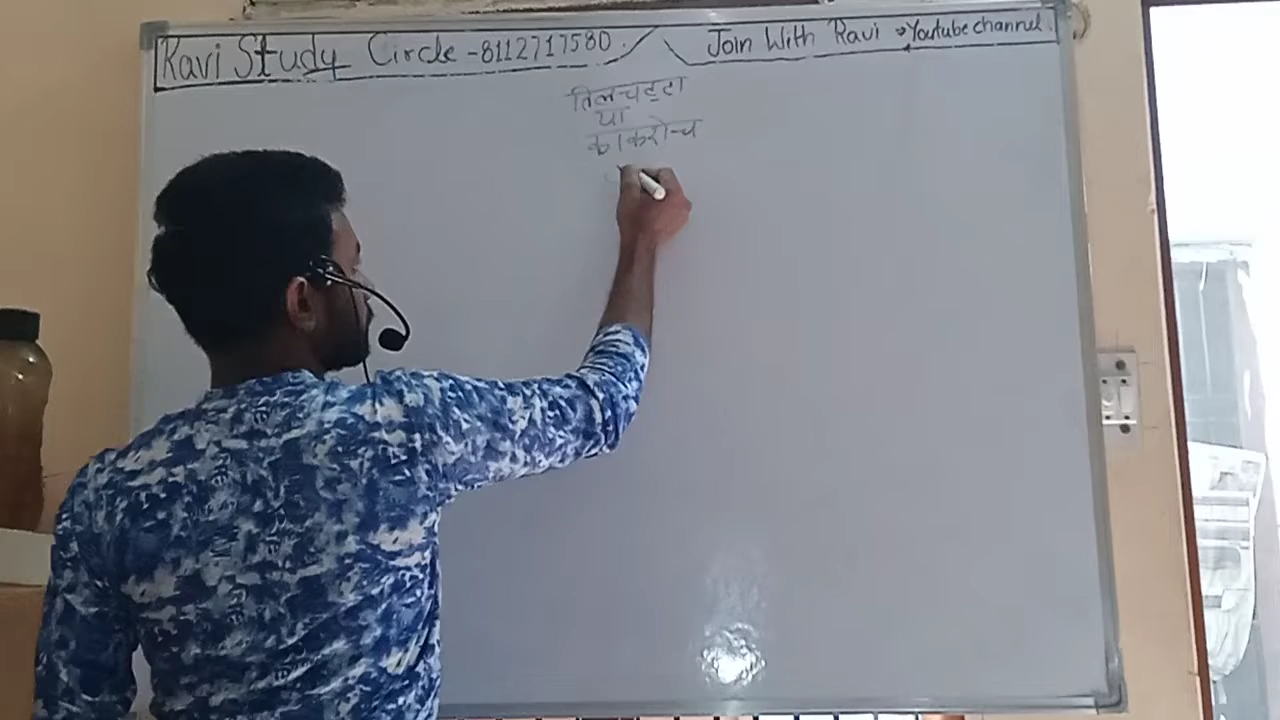 Ravi Study Circle -8112717580.
Join With Ravi → Youtube channel.
तिलचट्टा
या
काकरोच